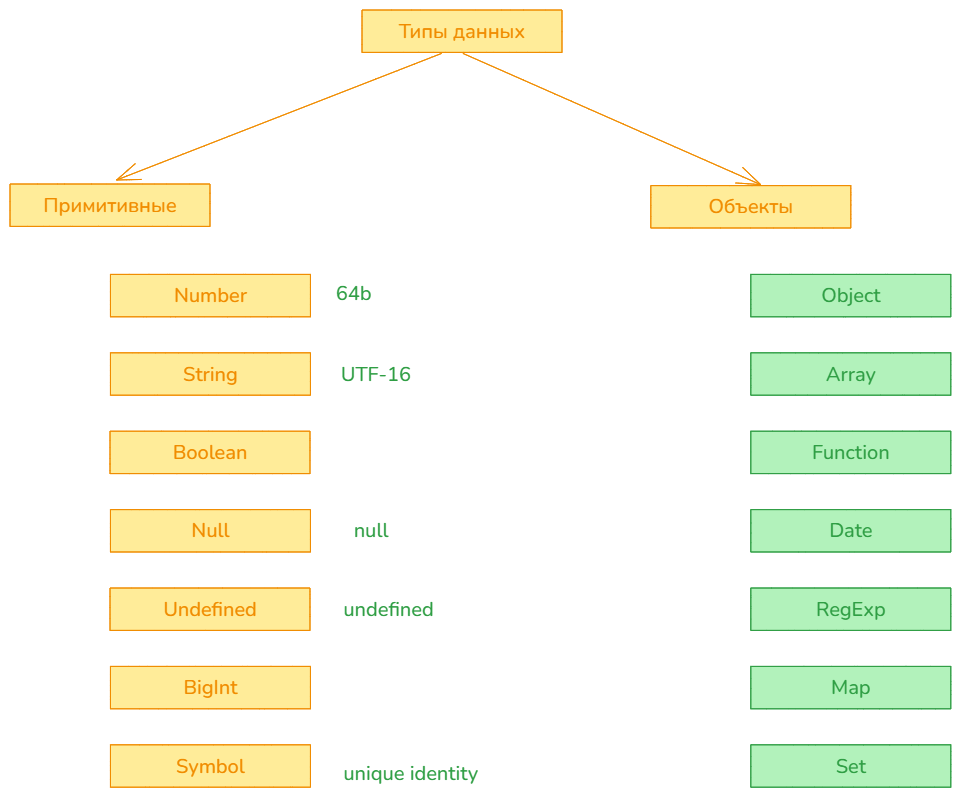 Типы данных
Примитивные
Объекты
Number
64b
Object
String
UTF-16
Array
Boolean
Function
Null
null
Date
Undefined
undefined
RegExp
BigInt
Map
Symbol
unique identity
Set